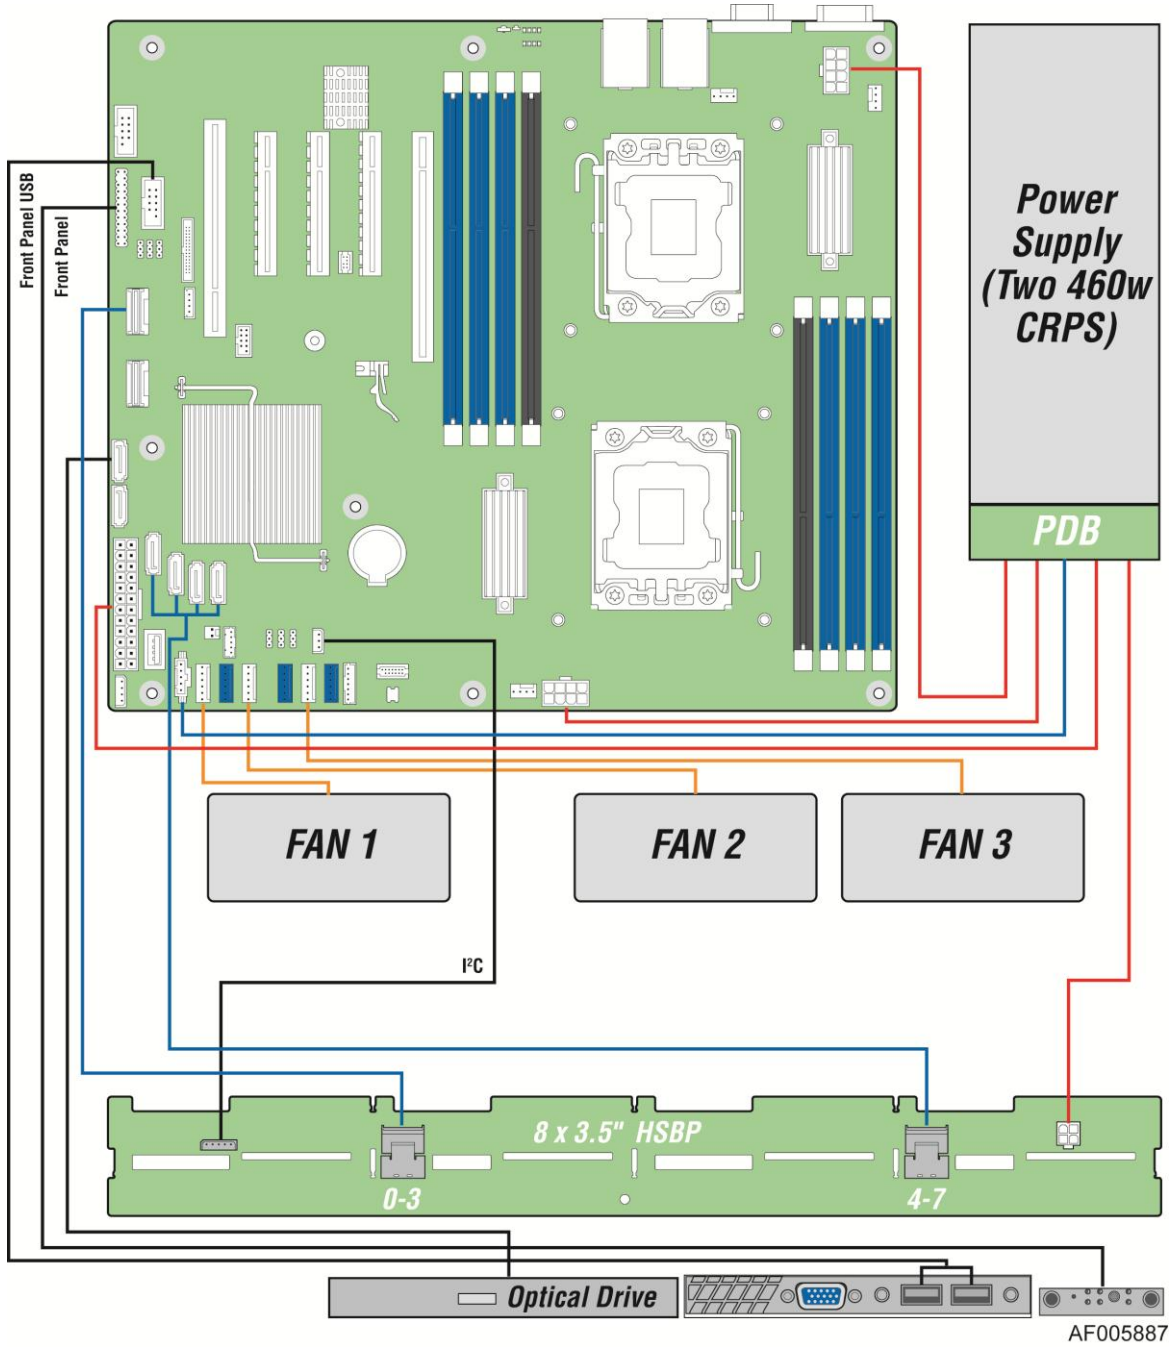 Front Panel USB
Front Panel
Power
Supply
(Two 460w
CRPS)
PDB
FAN 1
FAN 2
FAN 3
I²C
8 x 3.5" HSBP
0-3
4-7
Optical Drive
AF005887